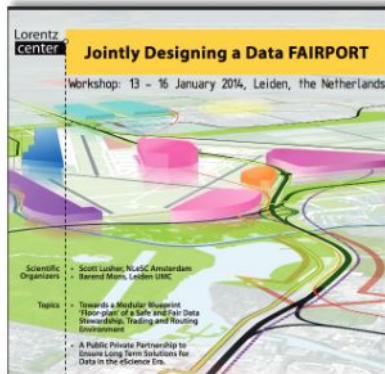 Lorentz
center
Jointly Designing a Data FAIRPORT
Workshop: 13 - 16 January 2014, Leiden, the Netherlands
Scientific
Organizers
• Scott Lusher, NLeSC Amsterdam
• Barend Mons, Leiden UMC
Topics
• Towards a Modular Blueprint
'Floor-plan' of a Safe and Fair Data
Stewardship, Trading and Routing
Environment
• A Public Private Partnership to
Ensure Long Term Solutions for
Data in the eScience Era.